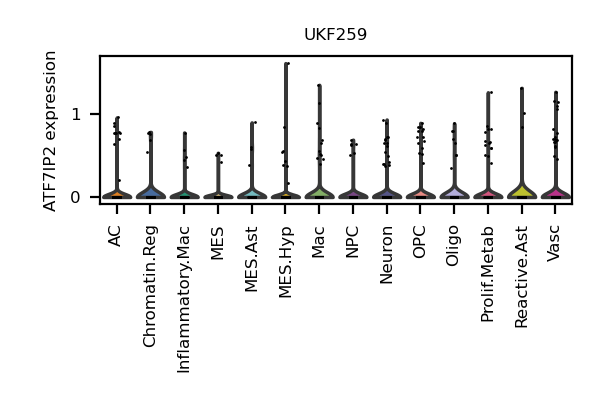 UKF259
ATF7IP2 expression
1
0
AC
Chromatin.Reg
Inflammatory.Mac
MES
MES.Ast
MES.Hyp
Mac
NPC
Neuron
OPC
Oligo
Prolif.Metab
Reactive.Ast
Vasc